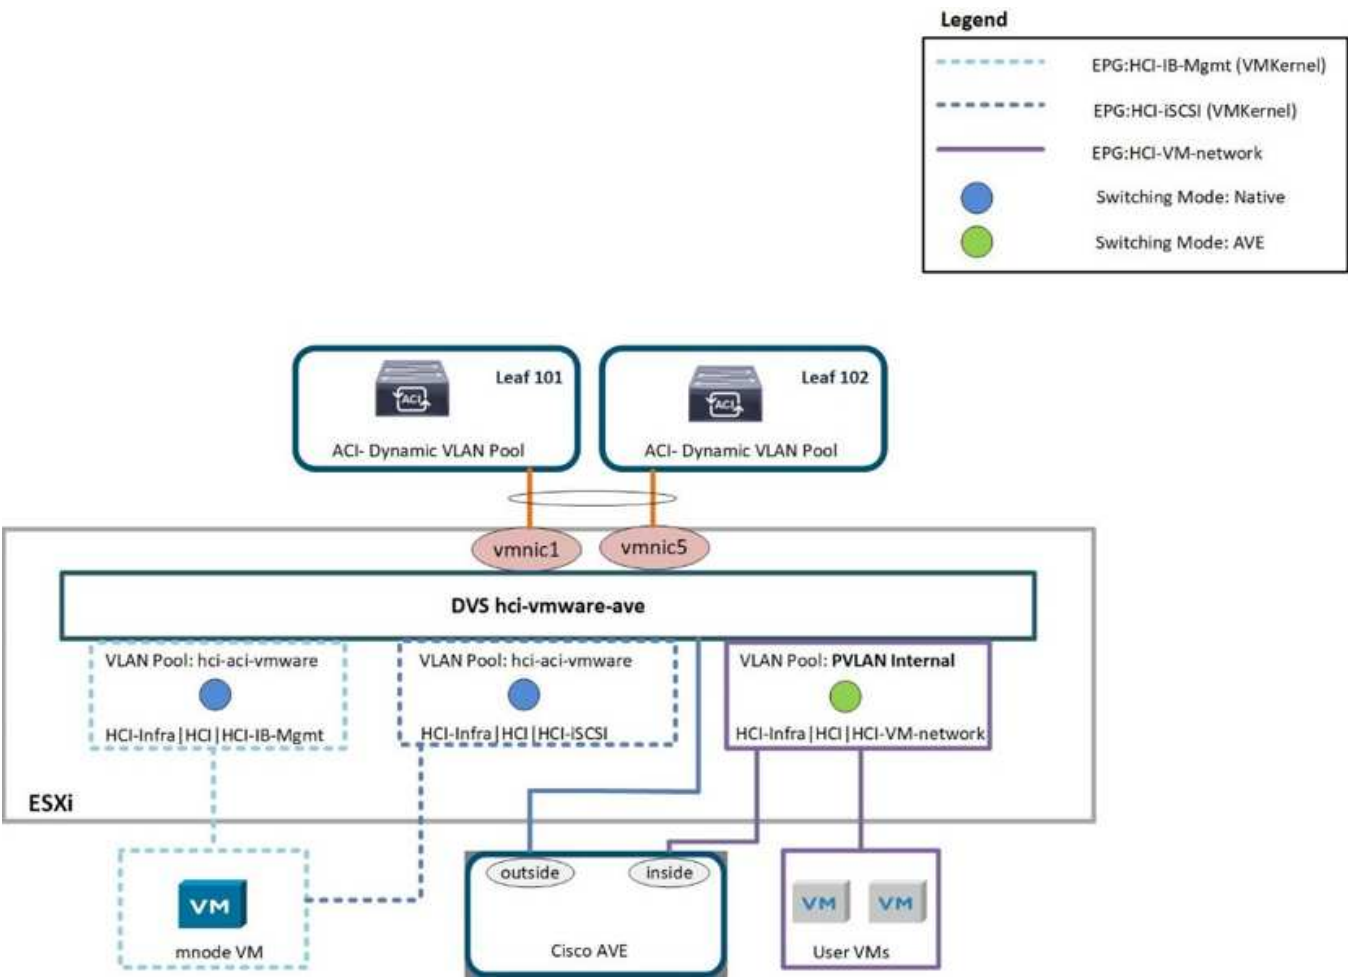 Legend
EPG:HCI-IB-Mgmt (VMKernel)
EPG:HCI-iSCSI (VMKernel)
EPG:HCI-VM-network
Switching Mode: Native
Switching Mode: AVE
Leaf 101
ACI
ACI- Dynamic VLAN Pool
Leaf 102
ACI
ACI- Dynamic VLAN Pool
vmnic1
vmnic5
DVS hci-vmware-ave
VLAN Pool: hci-aci-vmware
HCI-Infra|HCI|HCI-IB-Mgmt
VLAN Pool: hci-aci-vmware
HCI-Infra|HCI|HCI-iSCSI
VLAN Pool: PVLAN Internal
HCI-Infra|HCI|HCI-VM-network
ESXi
VM
mnode VM
outside
inside
Cisco AVE
VM
VM
User VMs